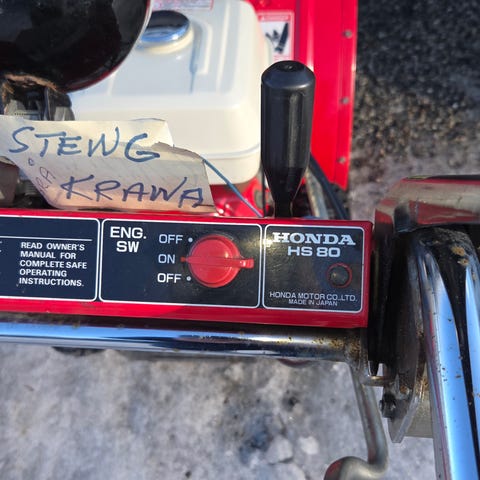 STEWG
KRAWA
READ OWNER'S
MANUAL FOR
COMPLETE SAFE
OPERATING
INSTRUCTIONS.
ENG.
SW
OFF
ON
OFF
HONDA
HS 80
HONDA MOTOR CO.,LTD.
MADE IN JAPAN